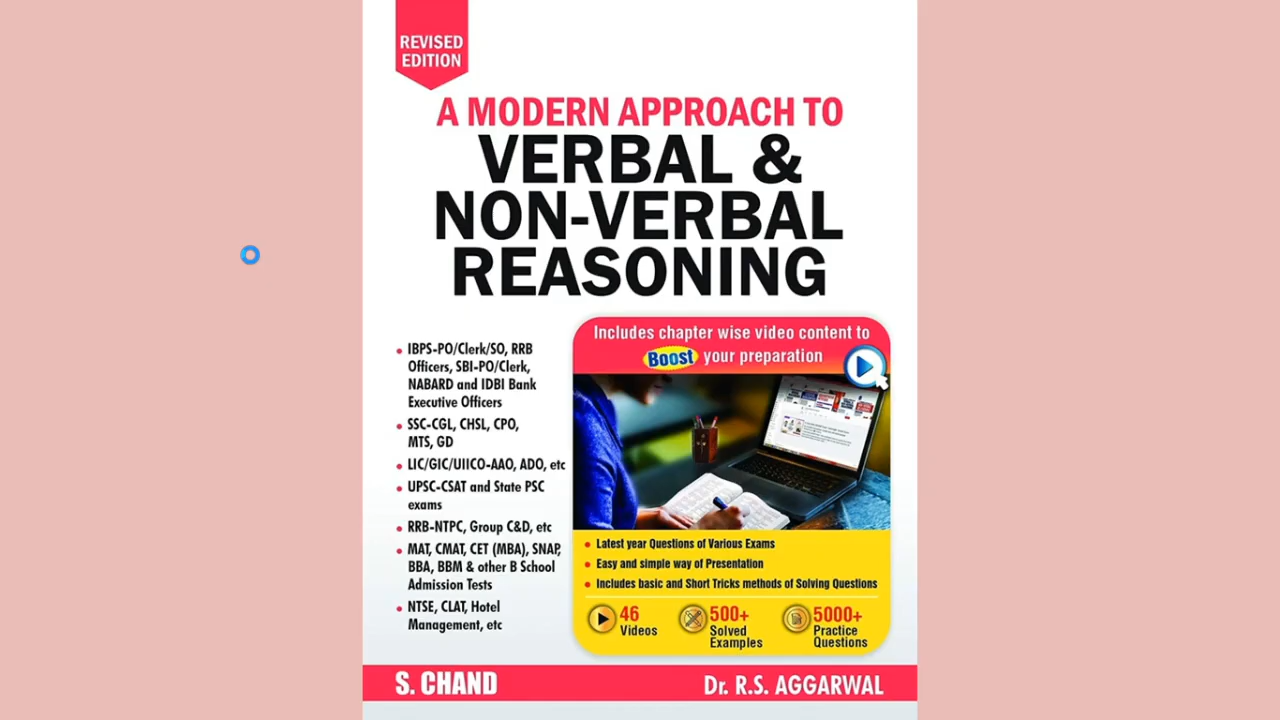 REVISED
EDITION
A MODERN APPROACH TO
VERBAL &
NON-VERBAL
REASONING
Includes chapter wise video content to
Boost your preparation
• IBPS-PO/Clerk/SO, RRB
Officers, SBI-PO/Clerk,
NABARD and IDBI Bank
Executive Officers
• SSC-CGL, CHSL, CPO,
MTS, GD
• LIC/GIC/UIICO-AAO, ADO, etc
• UPSC-CSAT and State PSC
exams
• RRB-NTPC, Group C&D, etc
• MAT, CMAT, CET (MBA), SNAP,
BBA, BBM & other B School
Admission Tests
• NTSE, CLAT, Hotel
Management, etc
• Latest year Questions of Various Exams
• Easy and simple way of Presentation
• Includes basic and Short Tricks methods of Solving Questions
46
Videos
500+
Solved
Examples
5000+
Practice
Questions
S. CHAND
Dr. R.S. AGGARWAL